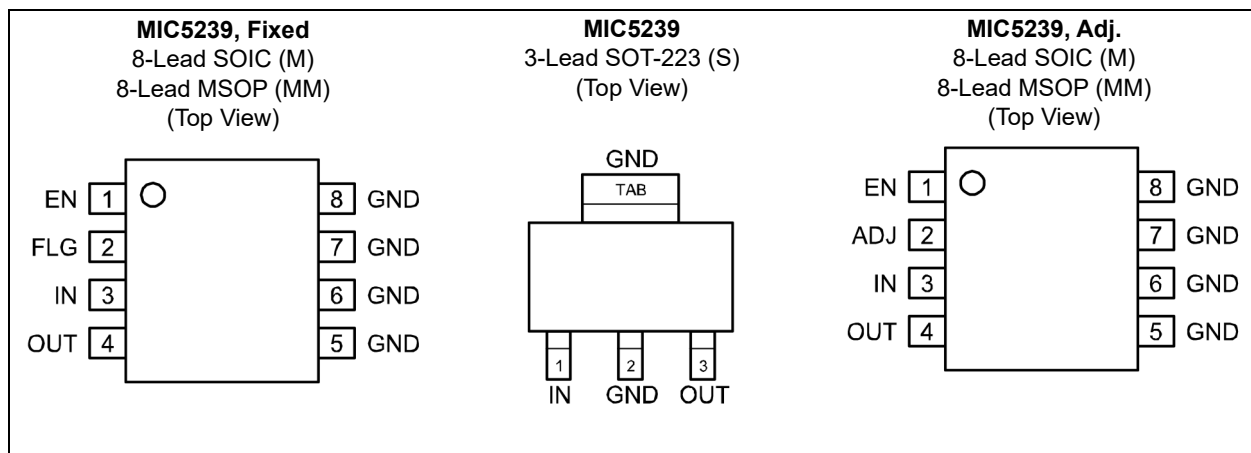 MIC5239, Fixed
8-Lead SOIC (M)
8-Lead MSOP (MM)
(Top View)
EN 1 8 GND
FLG 2 7 GND
IN 3 6 GND
OUT 4 5 GND
MIC5239
3-Lead SOT-223 (S)
(Top View)
GND
TAB
1 2 3
IN GND OUT
MIC5239, Adj.
8-Lead SOIC (M)
8-Lead MSOP (MM)
(Top View)
EN 1 8 GND
ADJ 2 7 GND
IN 3 6 GND
OUT 4 5 GND